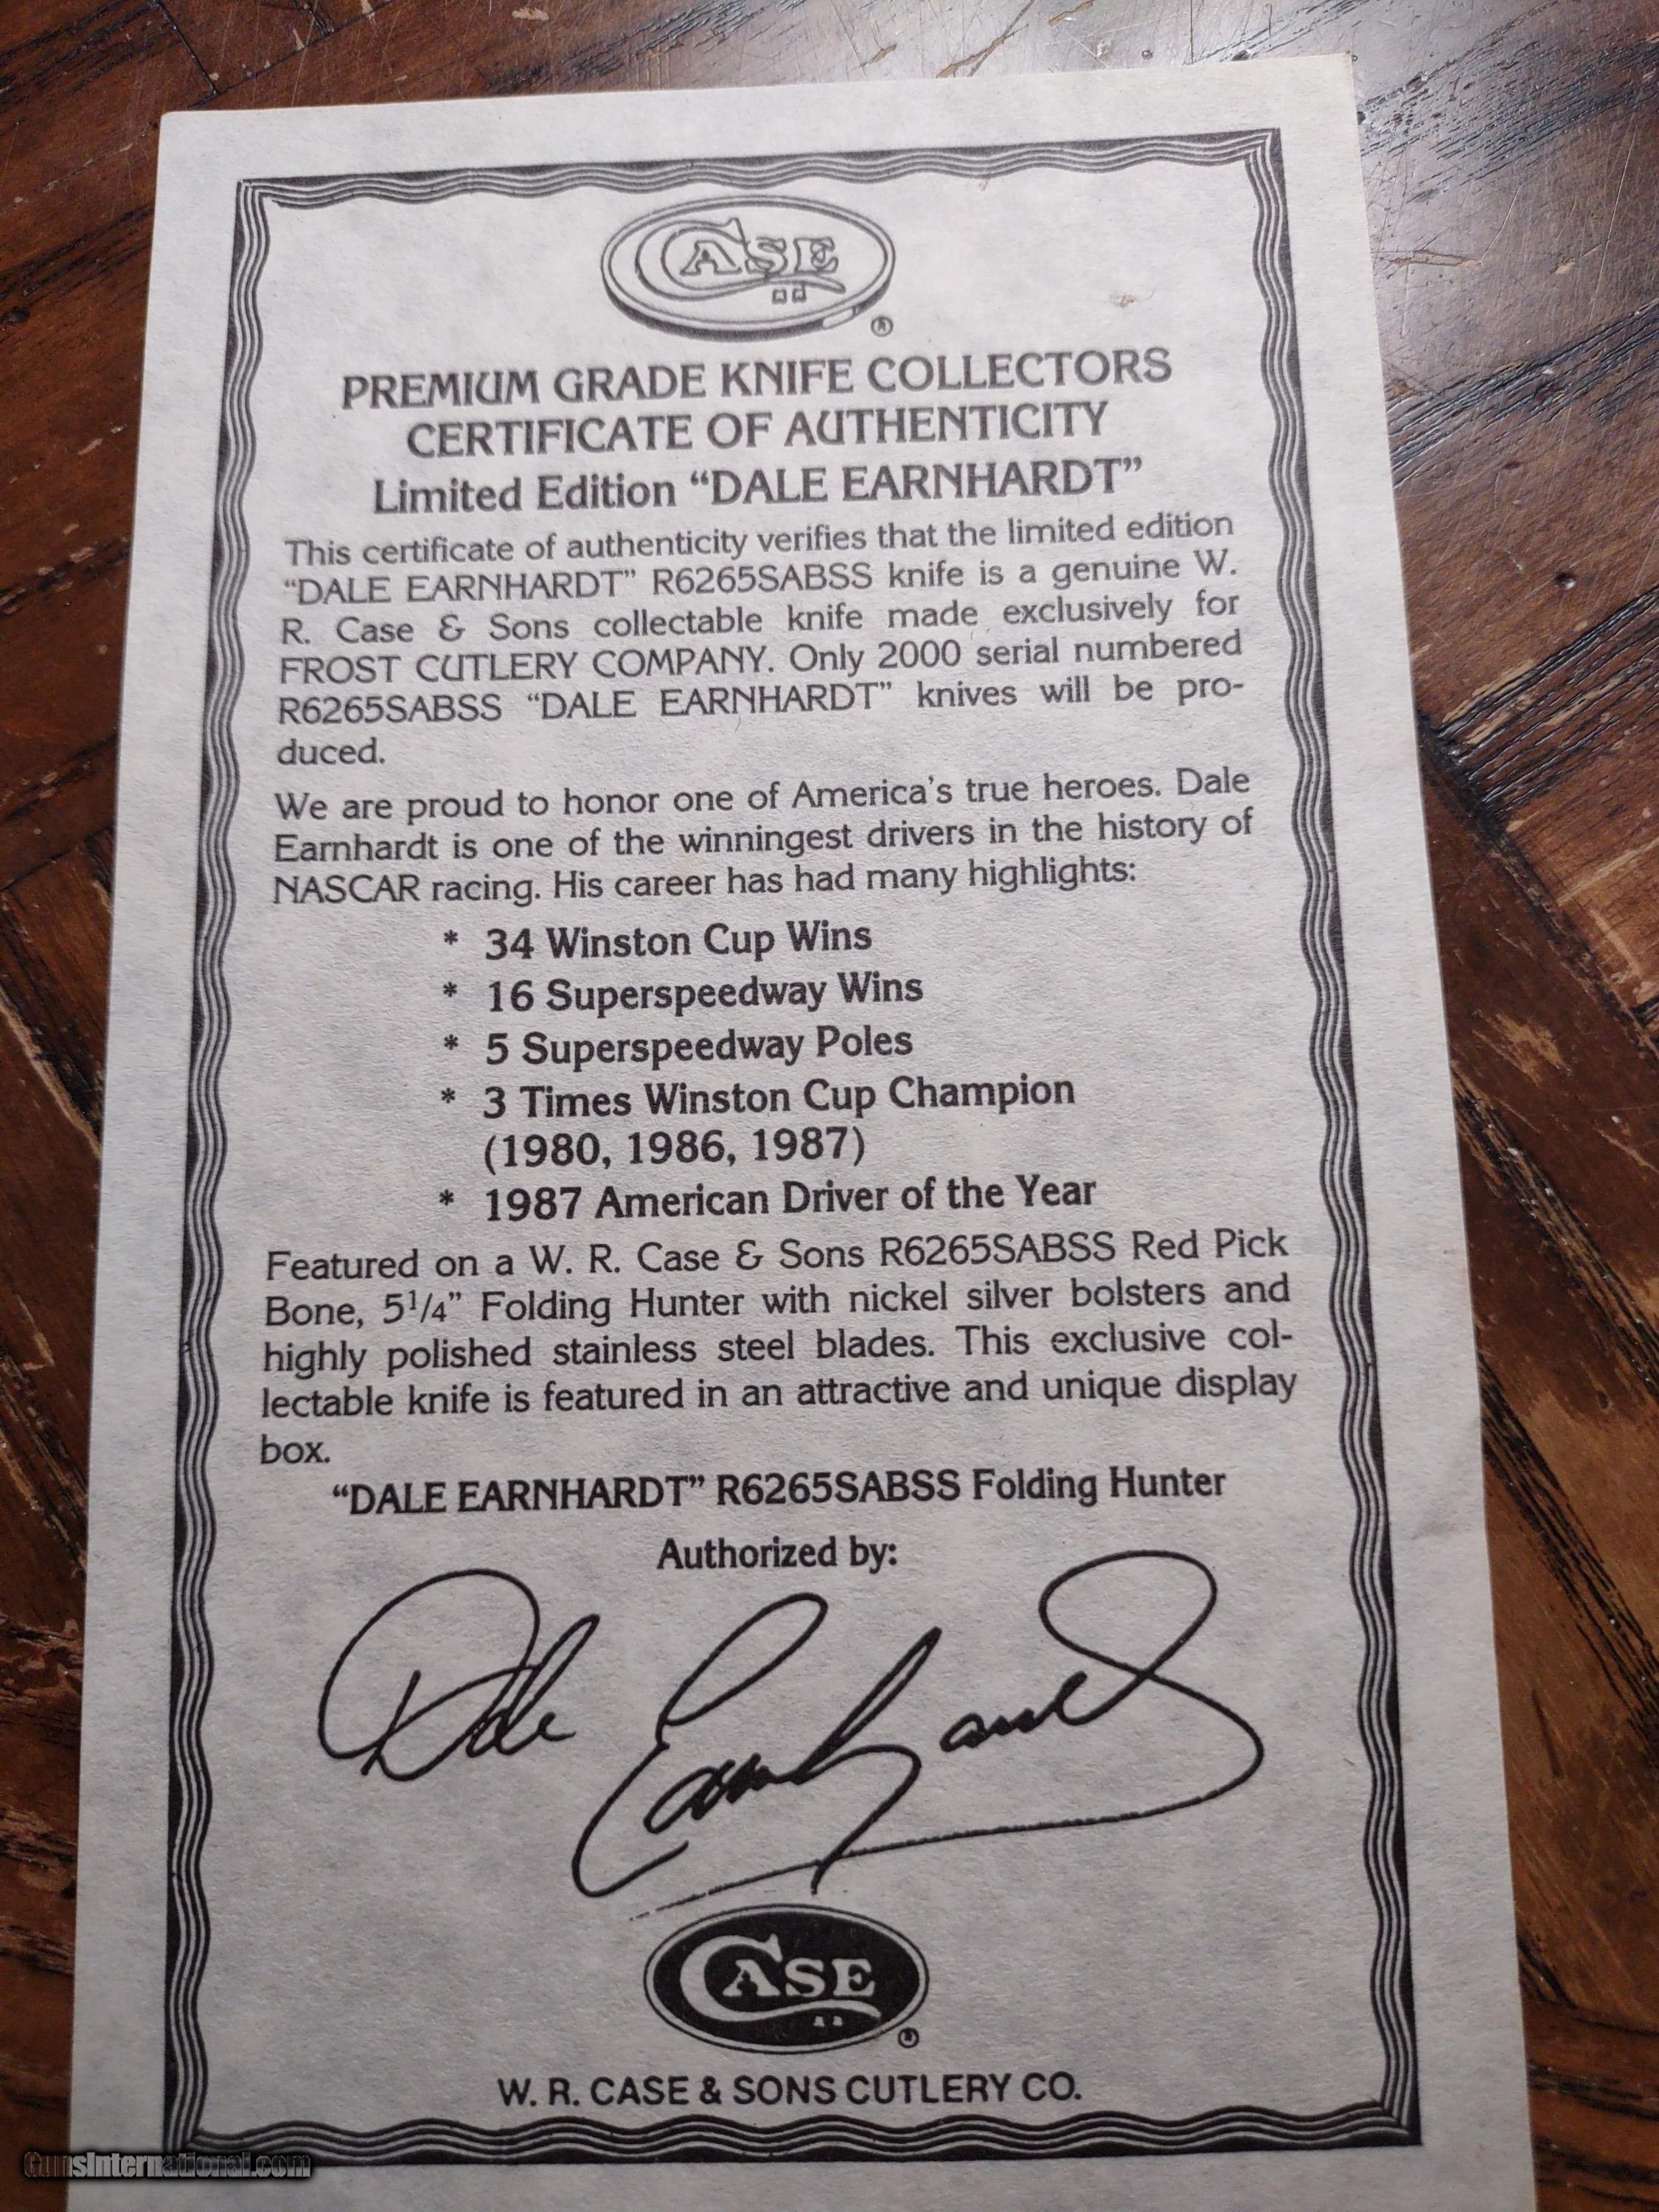 CASE
XX
®
PREMIUM GRADE KNIFE COLLECTORS
CERTIFICATE OF AUTHENTICITY
Limited Edition “DALE EARNHARDT”
This certificate of authenticity verifies that the limited edition
“DALE EARNHARDT” R6265SABSS knife is a genuine W.
R. Case & Sons collectable knife made exclusively for
FROST CUTLERY COMPANY. Only 2000 serial numbered
R6265SABSS “DALE EARNHARDT” knives will be pro-
duced.
We are proud to honor one of America's true heroes. Dale
Earnhardt is one of the winningest drivers in the history of
NASCAR racing. His career has had many highlights:
* 34 Winston Cup Wins
* 16 Superspeedway Wins
* 5 Superspeedway Poles
* 3 Times Winston Cup Champion
(1980, 1986, 1987)
* 1987 American Driver of the Year
Featured on a W. R. Case & Sons R6265SABSS Red Pick
Bone, 5¹/4” Folding Hunter with nickel silver bolsters and
highly polished stainless steel blades. This exclusive col-
lectable knife is featured in an attractive and unique display
box.
“DALE EARNHARDT” R6265SABSS Folding Hunter
Authorized by:
Dale Earnhardt
CASE
XX
®
W. R. CASE & SONS CUTLERY CO.
GunsInternational.com